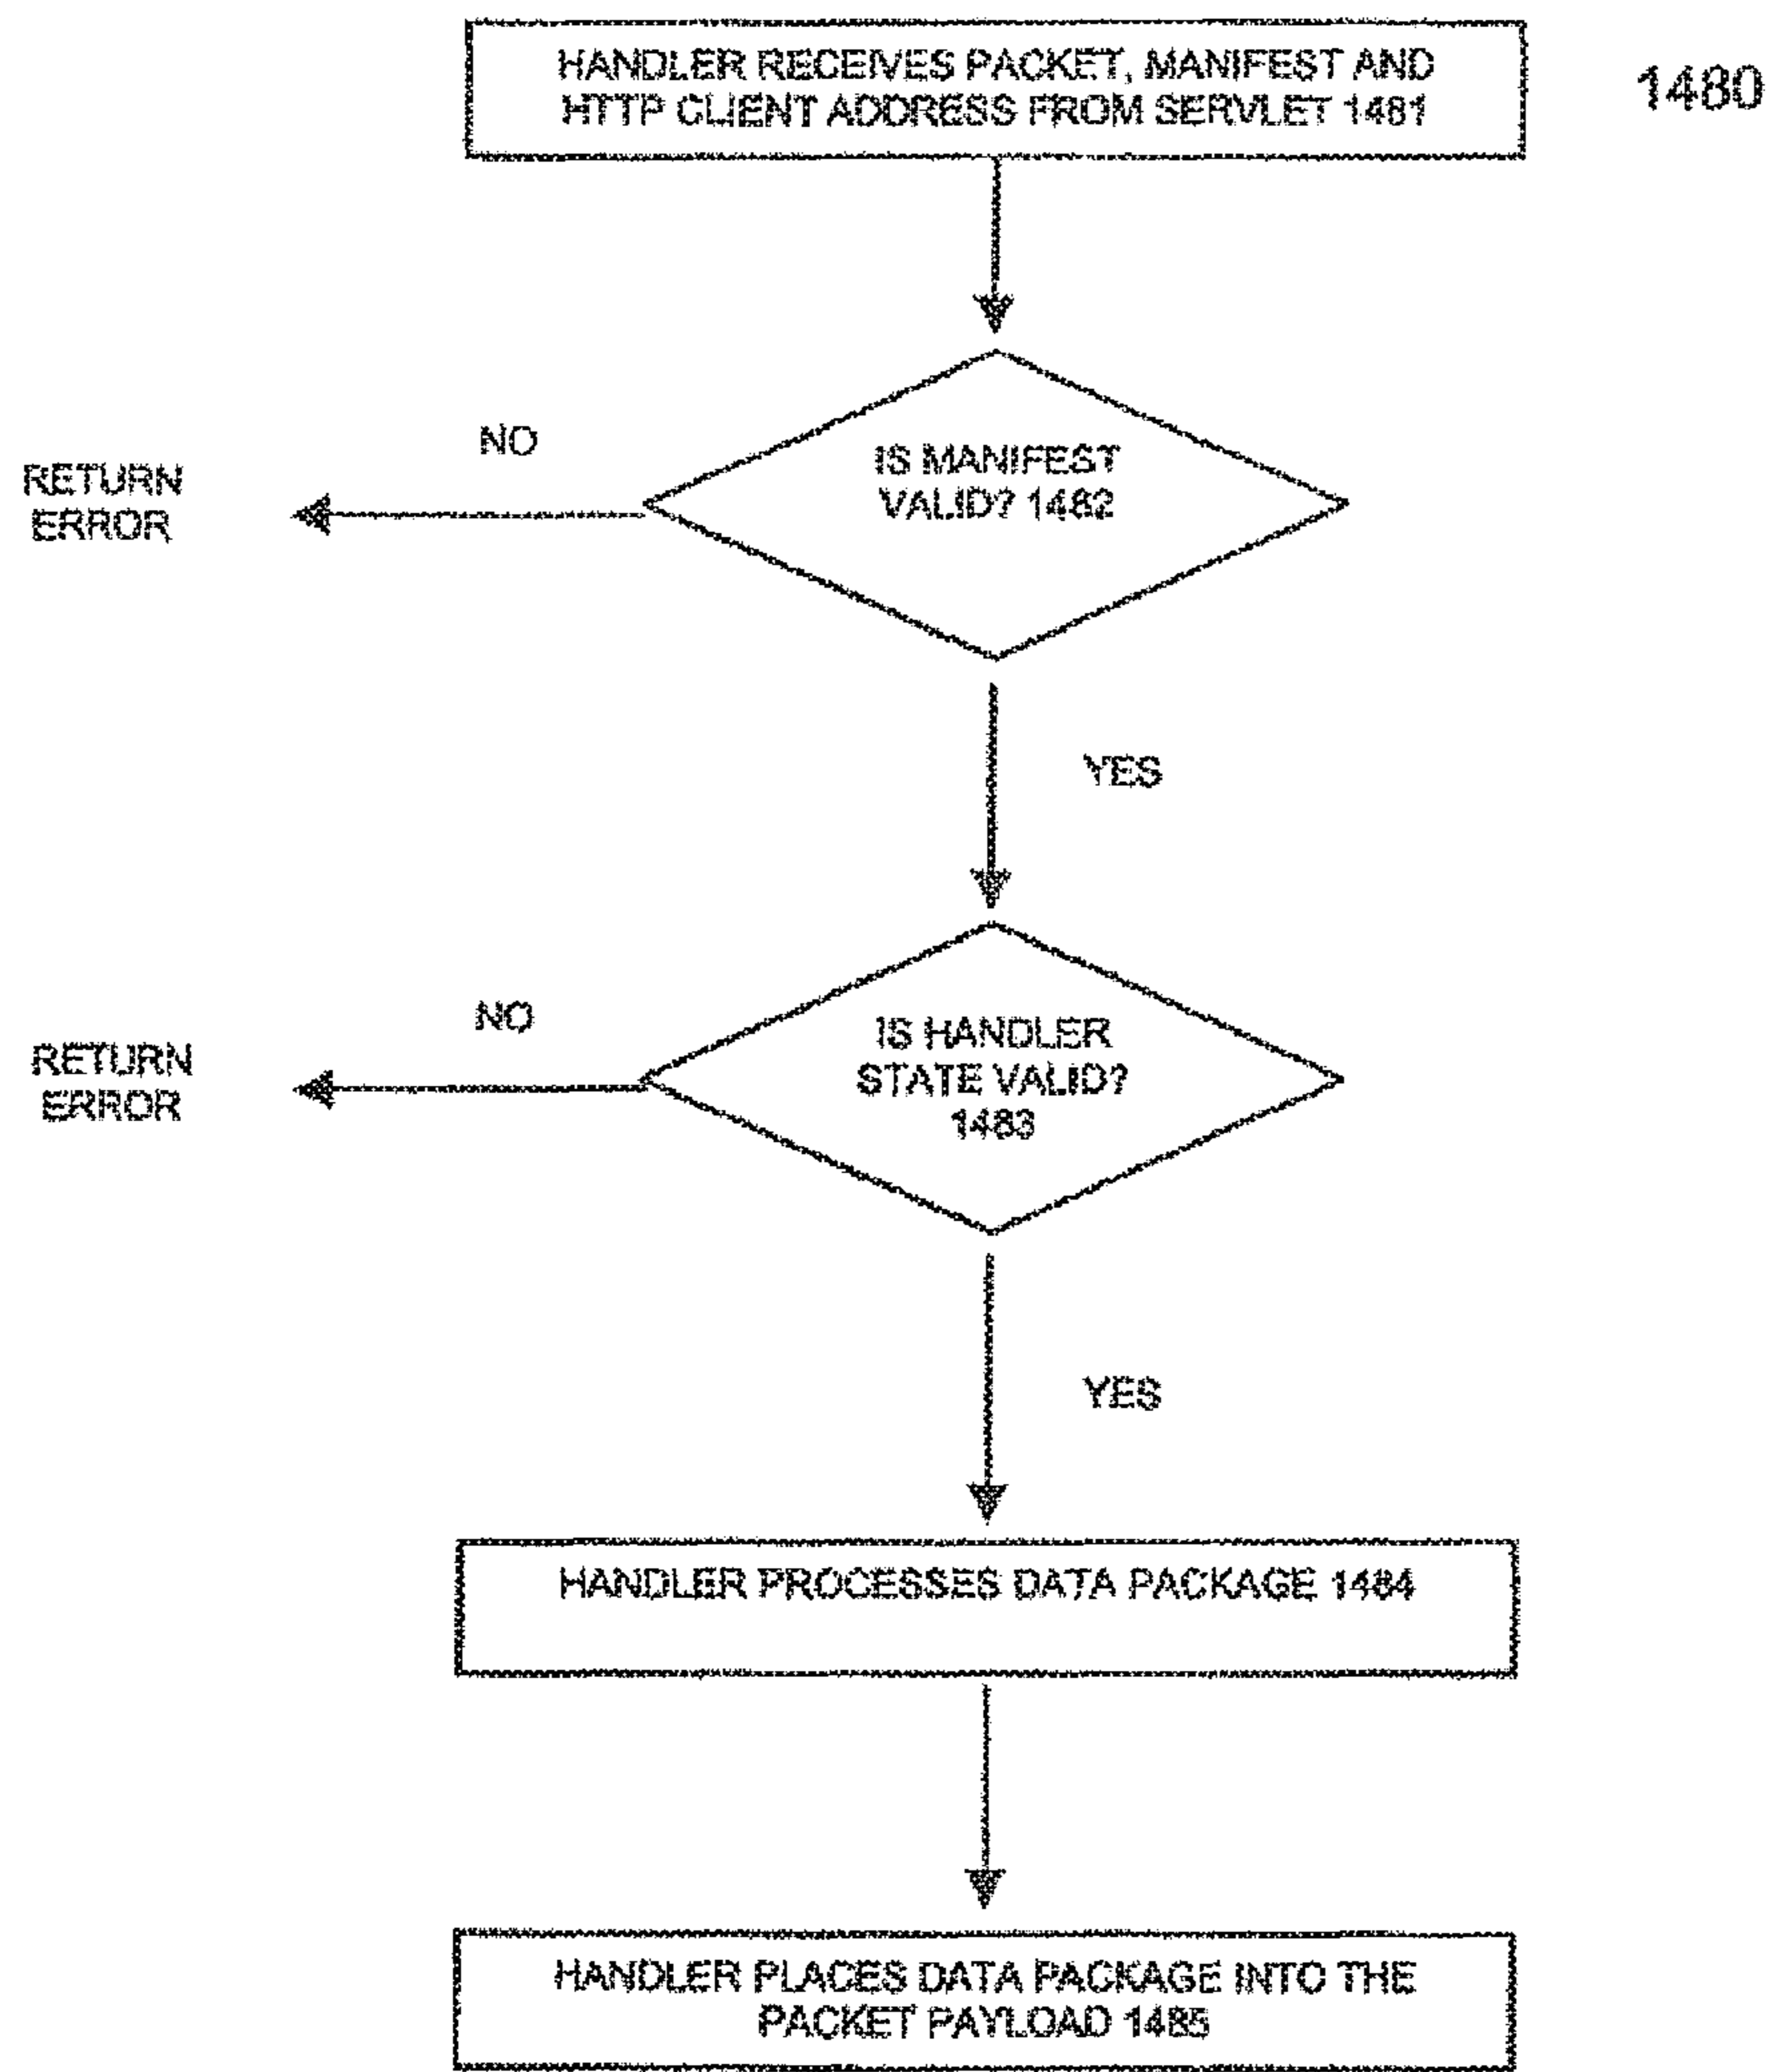 HANDLER RECEIVES PACKET, MANIFEST AND
HTTP CLIENT ADDRESS FROM SERVLET 1481
1480
IS MANIFEST
VALID? 1482
NO
RETURN
ERROR
YES
IS HANDLER
STATE VALID?
1483
NO
RETURN
ERROR
YES
HANDLER PROCESSES DATA PACKAGE 1484
HANDLER PLACES DATA PACKAGE INTO THE
PACKET PAYLOAD 1485